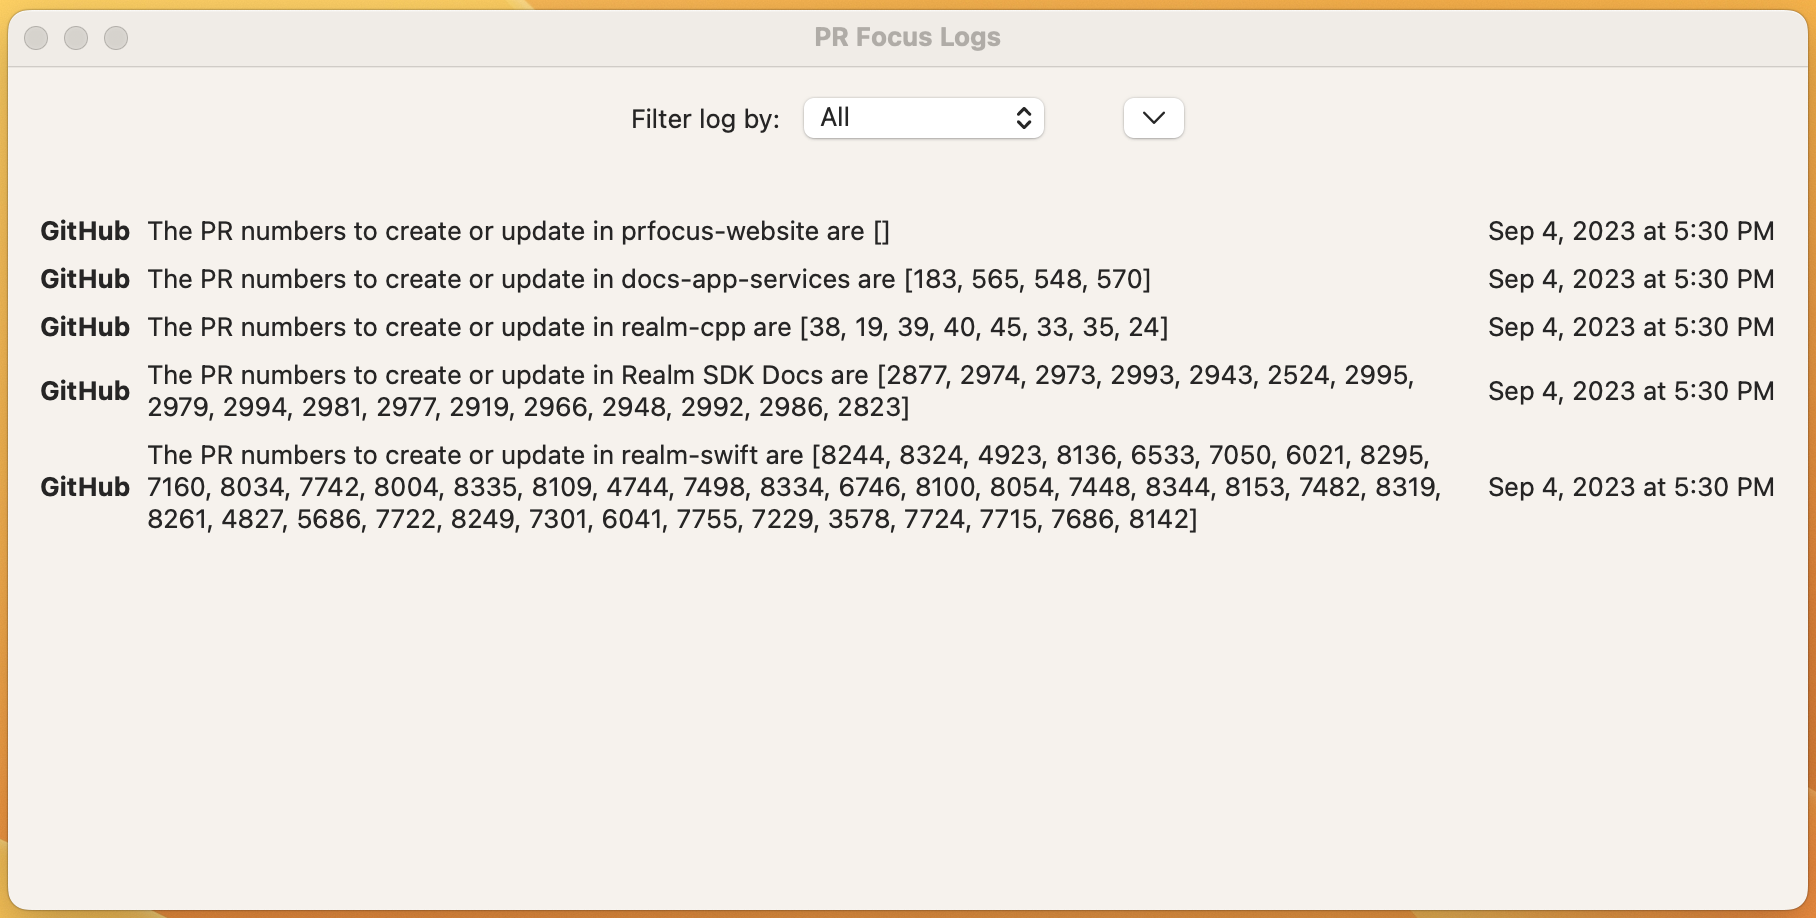 PR Focus Logs
Filter log by: All
GitHub The PR numbers to create or update in prfocus-website are [] Sep 4, 2023 at 5:30 PM
GitHub The PR numbers to create or update in docs-app-services are [183, 565, 548, 570] Sep 4, 2023 at 5:30 PM
GitHub The PR numbers to create or update in realm-cpp are [38, 19, 39, 40, 45, 33, 35, 24] Sep 4, 2023 at 5:30 PM
The PR numbers to create or update in Realm SDK Docs are [2877, 2974, 2973, 2993, 2943, 2524, 2995,
GitHub Sep 4, 2023 at 5:30 PM
2979, 2994, 2981, 2977, 2919, 2966, 2948, 2992, 2986, 2823]
The PR numbers to create or update in realm-swift are [8244, 8324, 4923, 8136, 6533, 7050, 6021, 8295,
GitHub 7160, 8034, 7742, 8004, 8335, 8109, 4744, 7498, 8334, 6746, 8100, 8054, 7448, 8344, 8153, 7482, 8319, Sep 4, 2023 at 5:30 PM
8261, 4827, 5686, 7722, 8249, 7301, 6041, 7755, 7229, 3578, 7724, 7715, 7686, 8142]